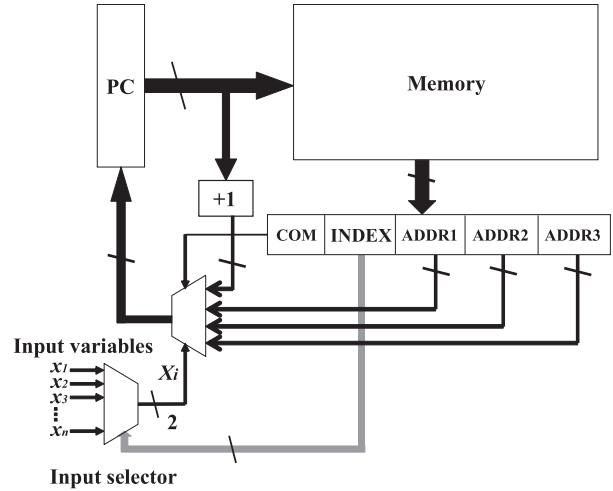 PC
Memory
+1
COM INDEX ADDR1 ADDR2 ADDR3
Input variables
x1
x2
x3
xn
Xi
2
Input selector